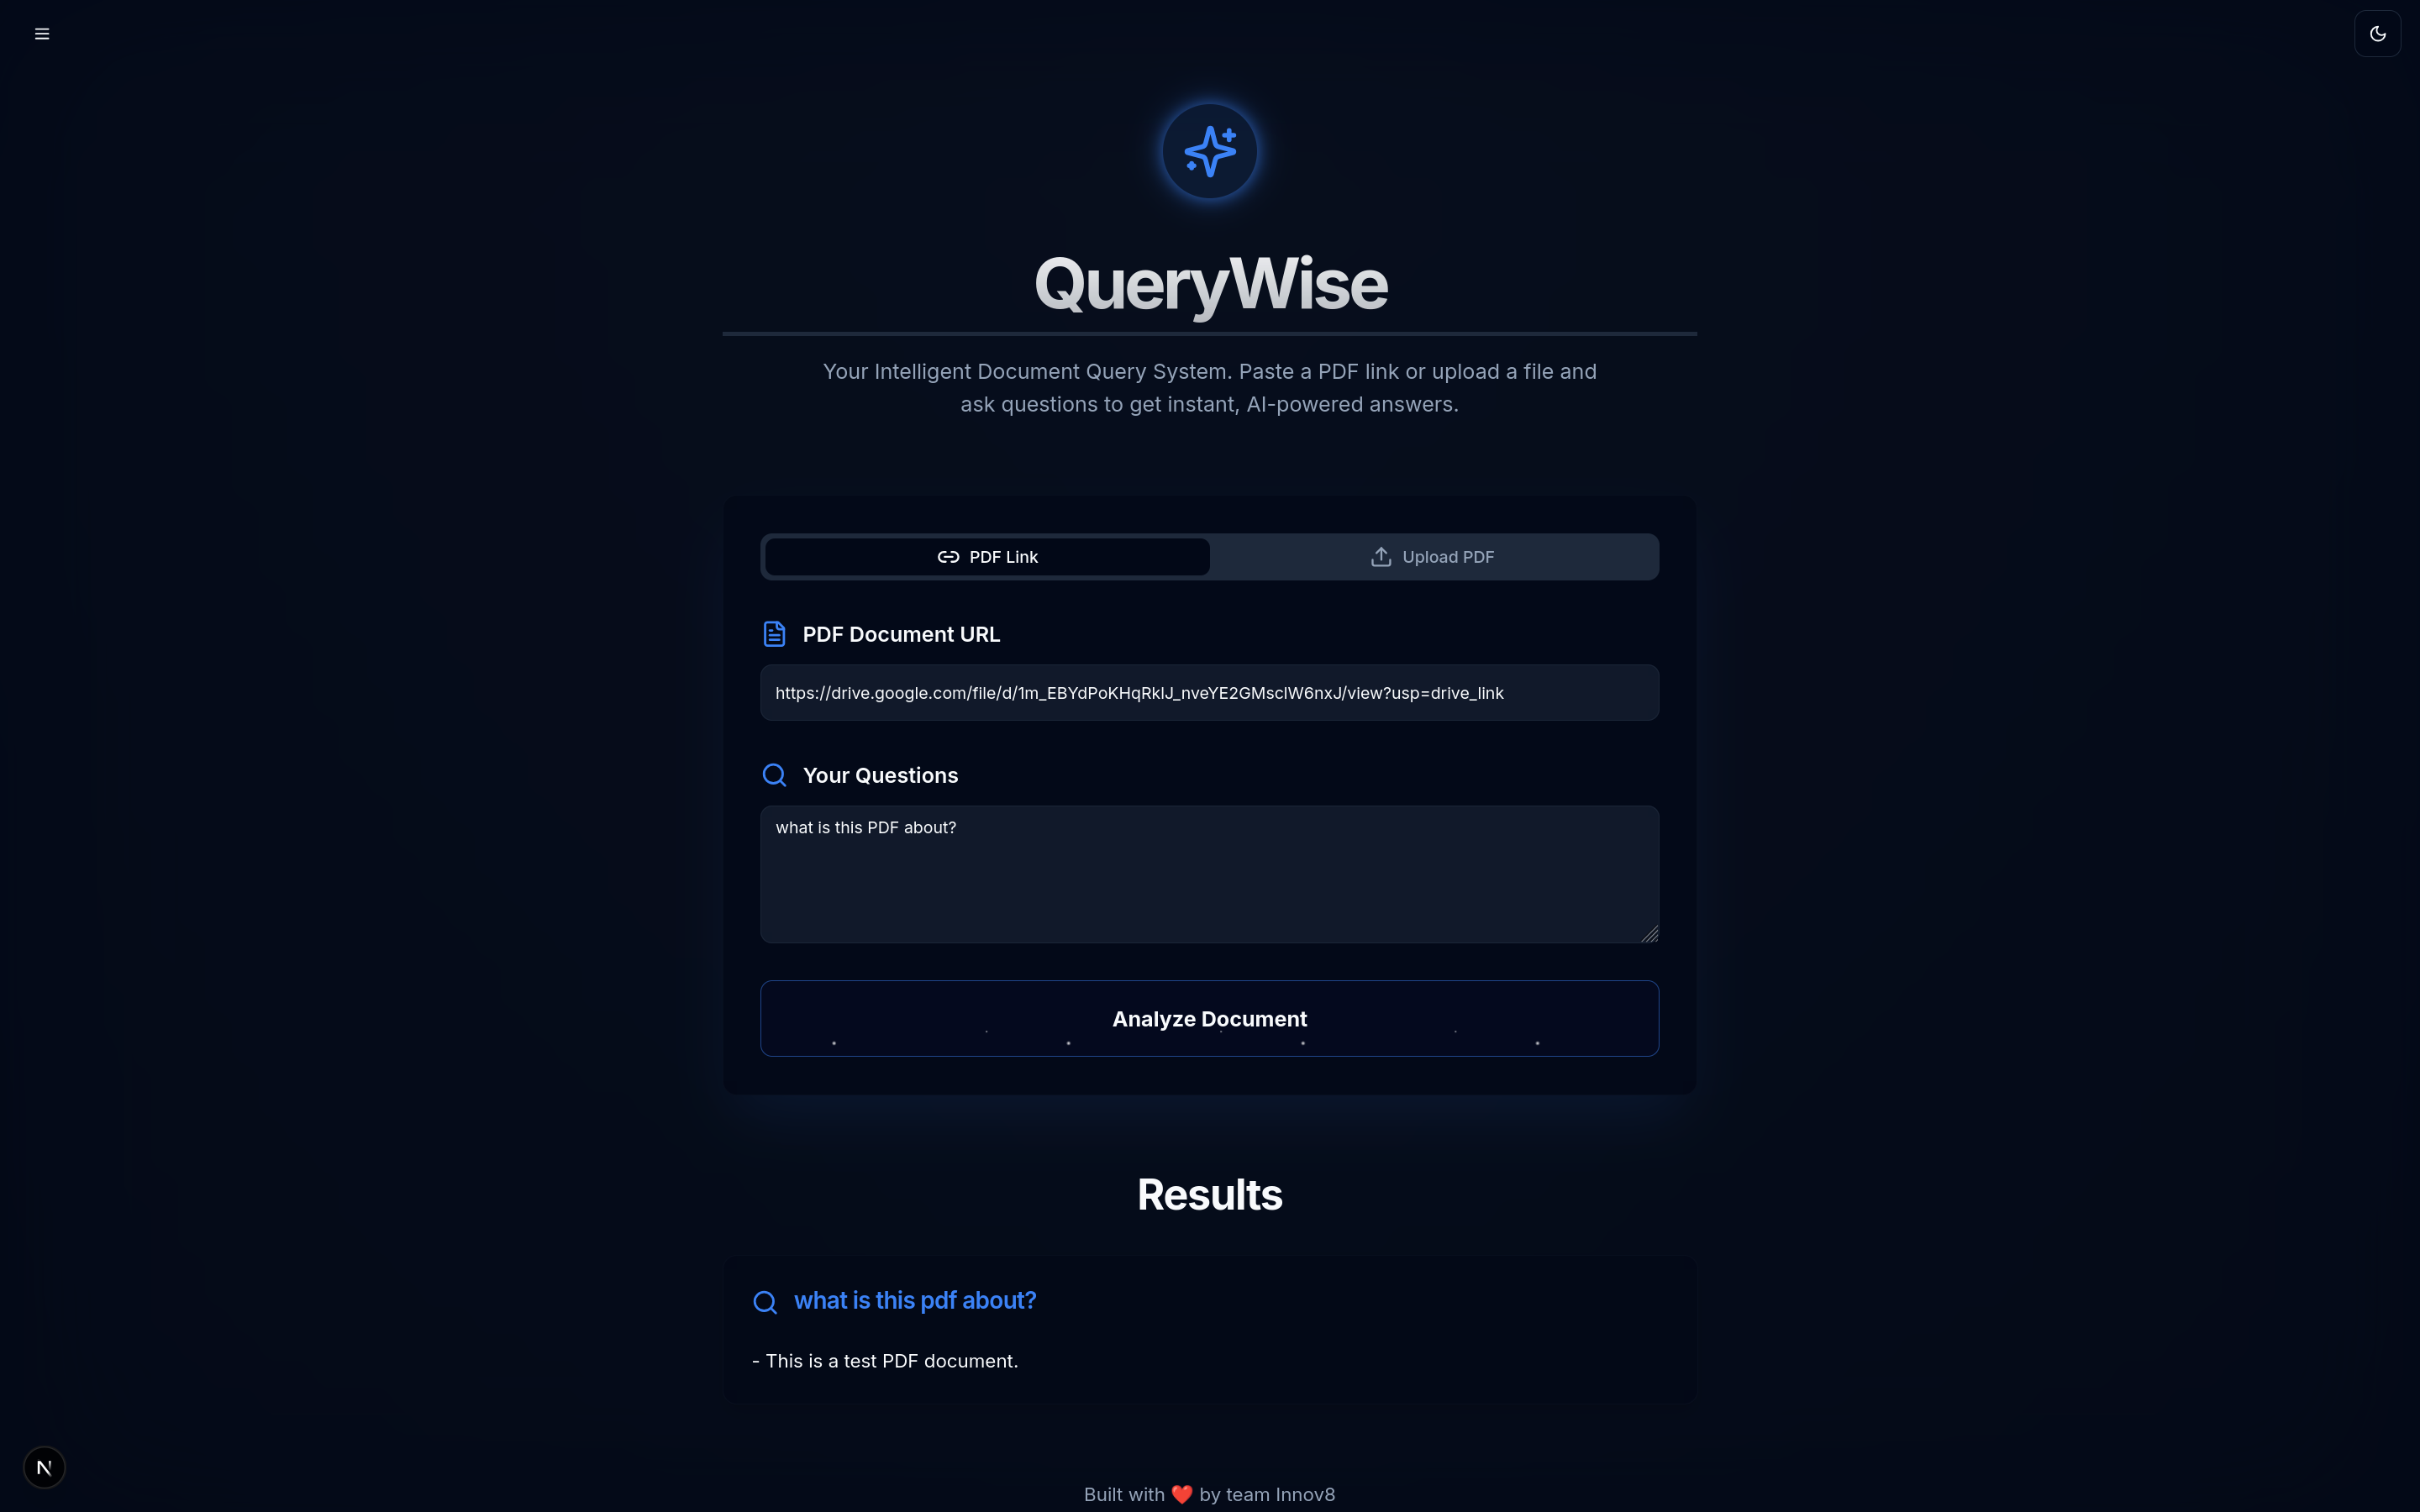 QueryWise
Your Intelligent Document Query System. Paste a PDF link or upload a file and
ask questions to get instant, AI-powered answers.
PDF Link
Upload PDF
PDF Document URL
https://drive.google.com/file/d/1m_EBYdPoKHqRklJ_nveYE2GMsclW6nxJ/view?usp=drive_link
Your Questions
what is this PDF about?
Analyze Document
Results
what is this pdf about?
- This is a test PDF document.
N
Built with ❤️ by team Innov8